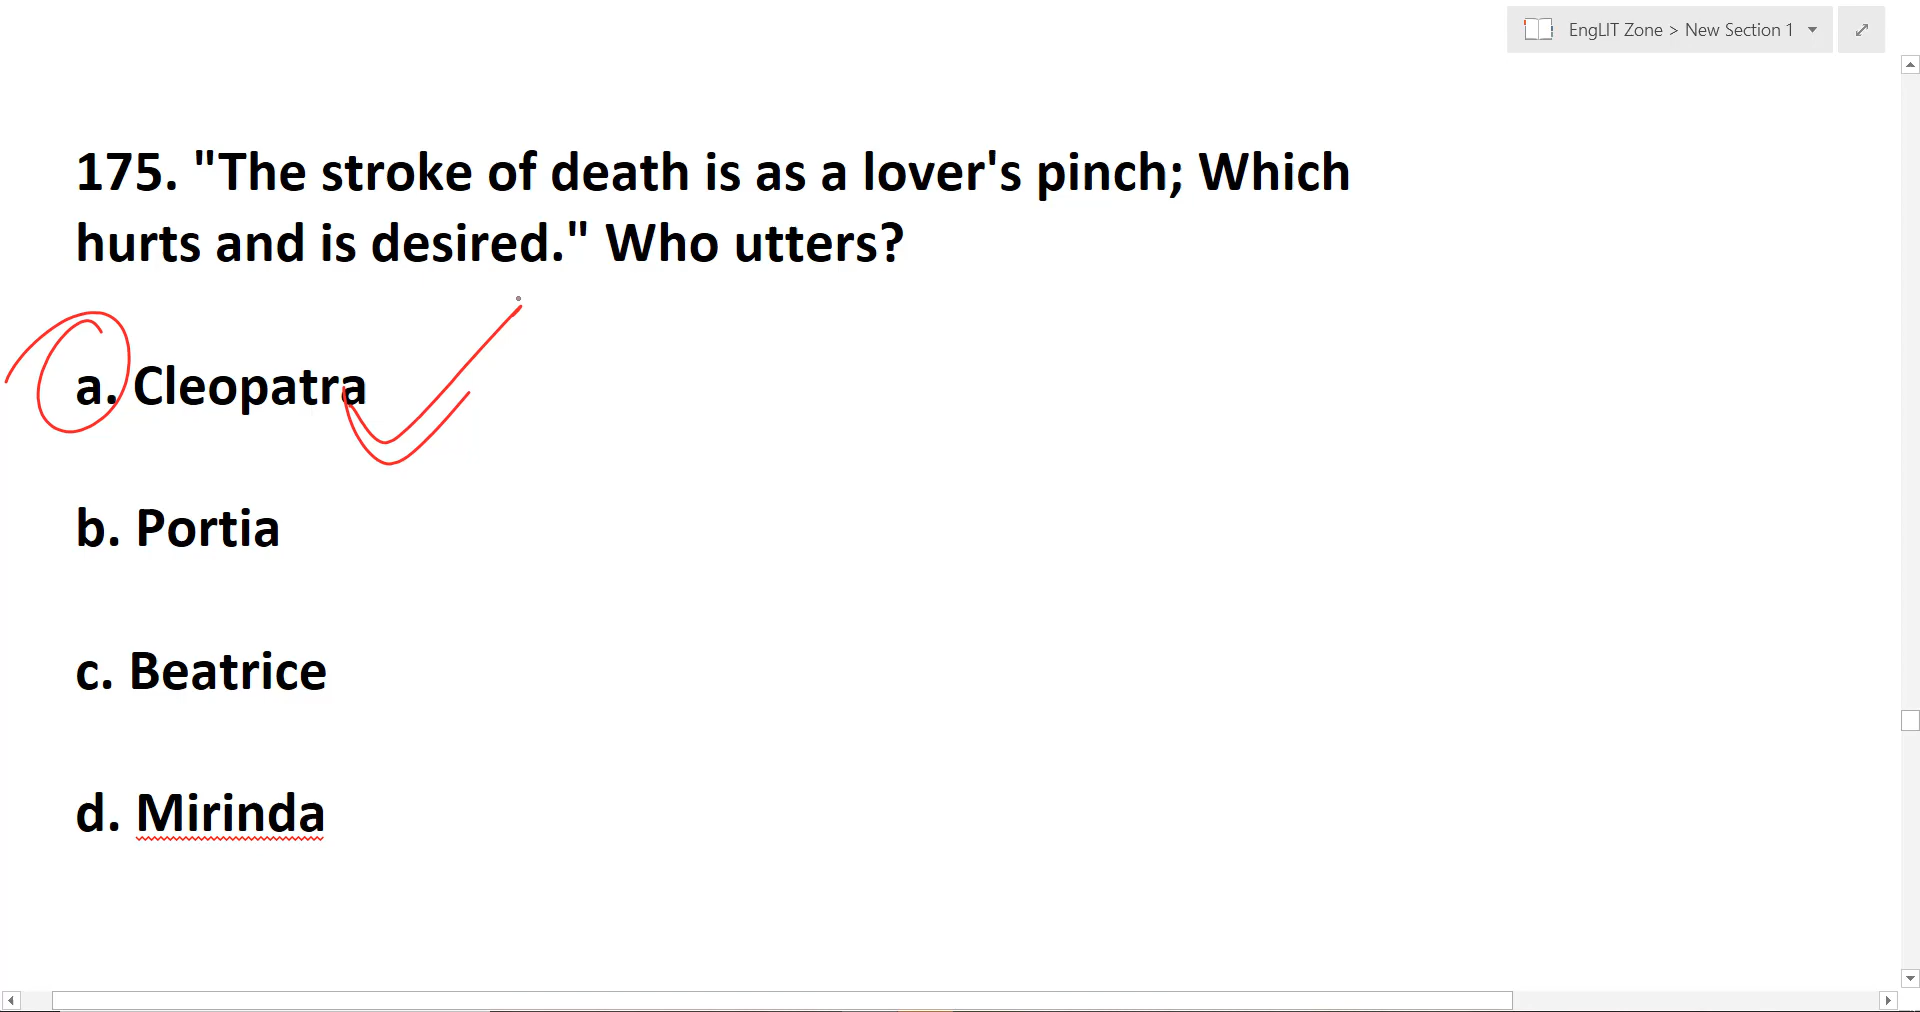 EngLIT Zone > New Section 1
175. "The stroke of death is as a lover's pinch; Which
hurts and is desired." Who utters?
a. Cleopatra
b. Portia
c. Beatrice
d. Mirinda